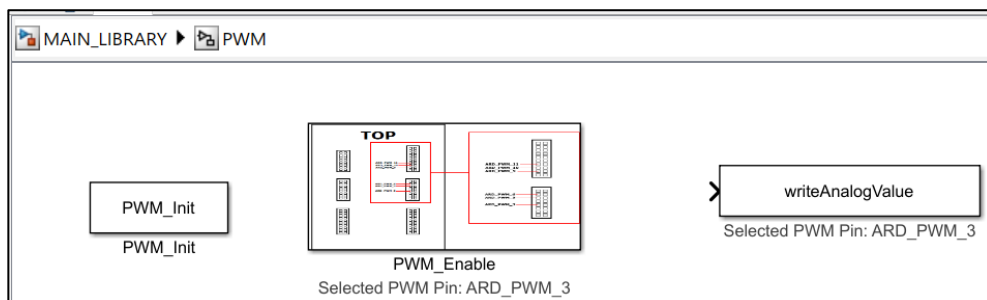 MAIN_LIBRARY PWM
TOP
PWM_Init
PWM_Init
PWM_Enable
Selected PWM Pin: ARD_PWM_3
writeAnalogValue
Selected PWM Pin: ARD_PWM_3